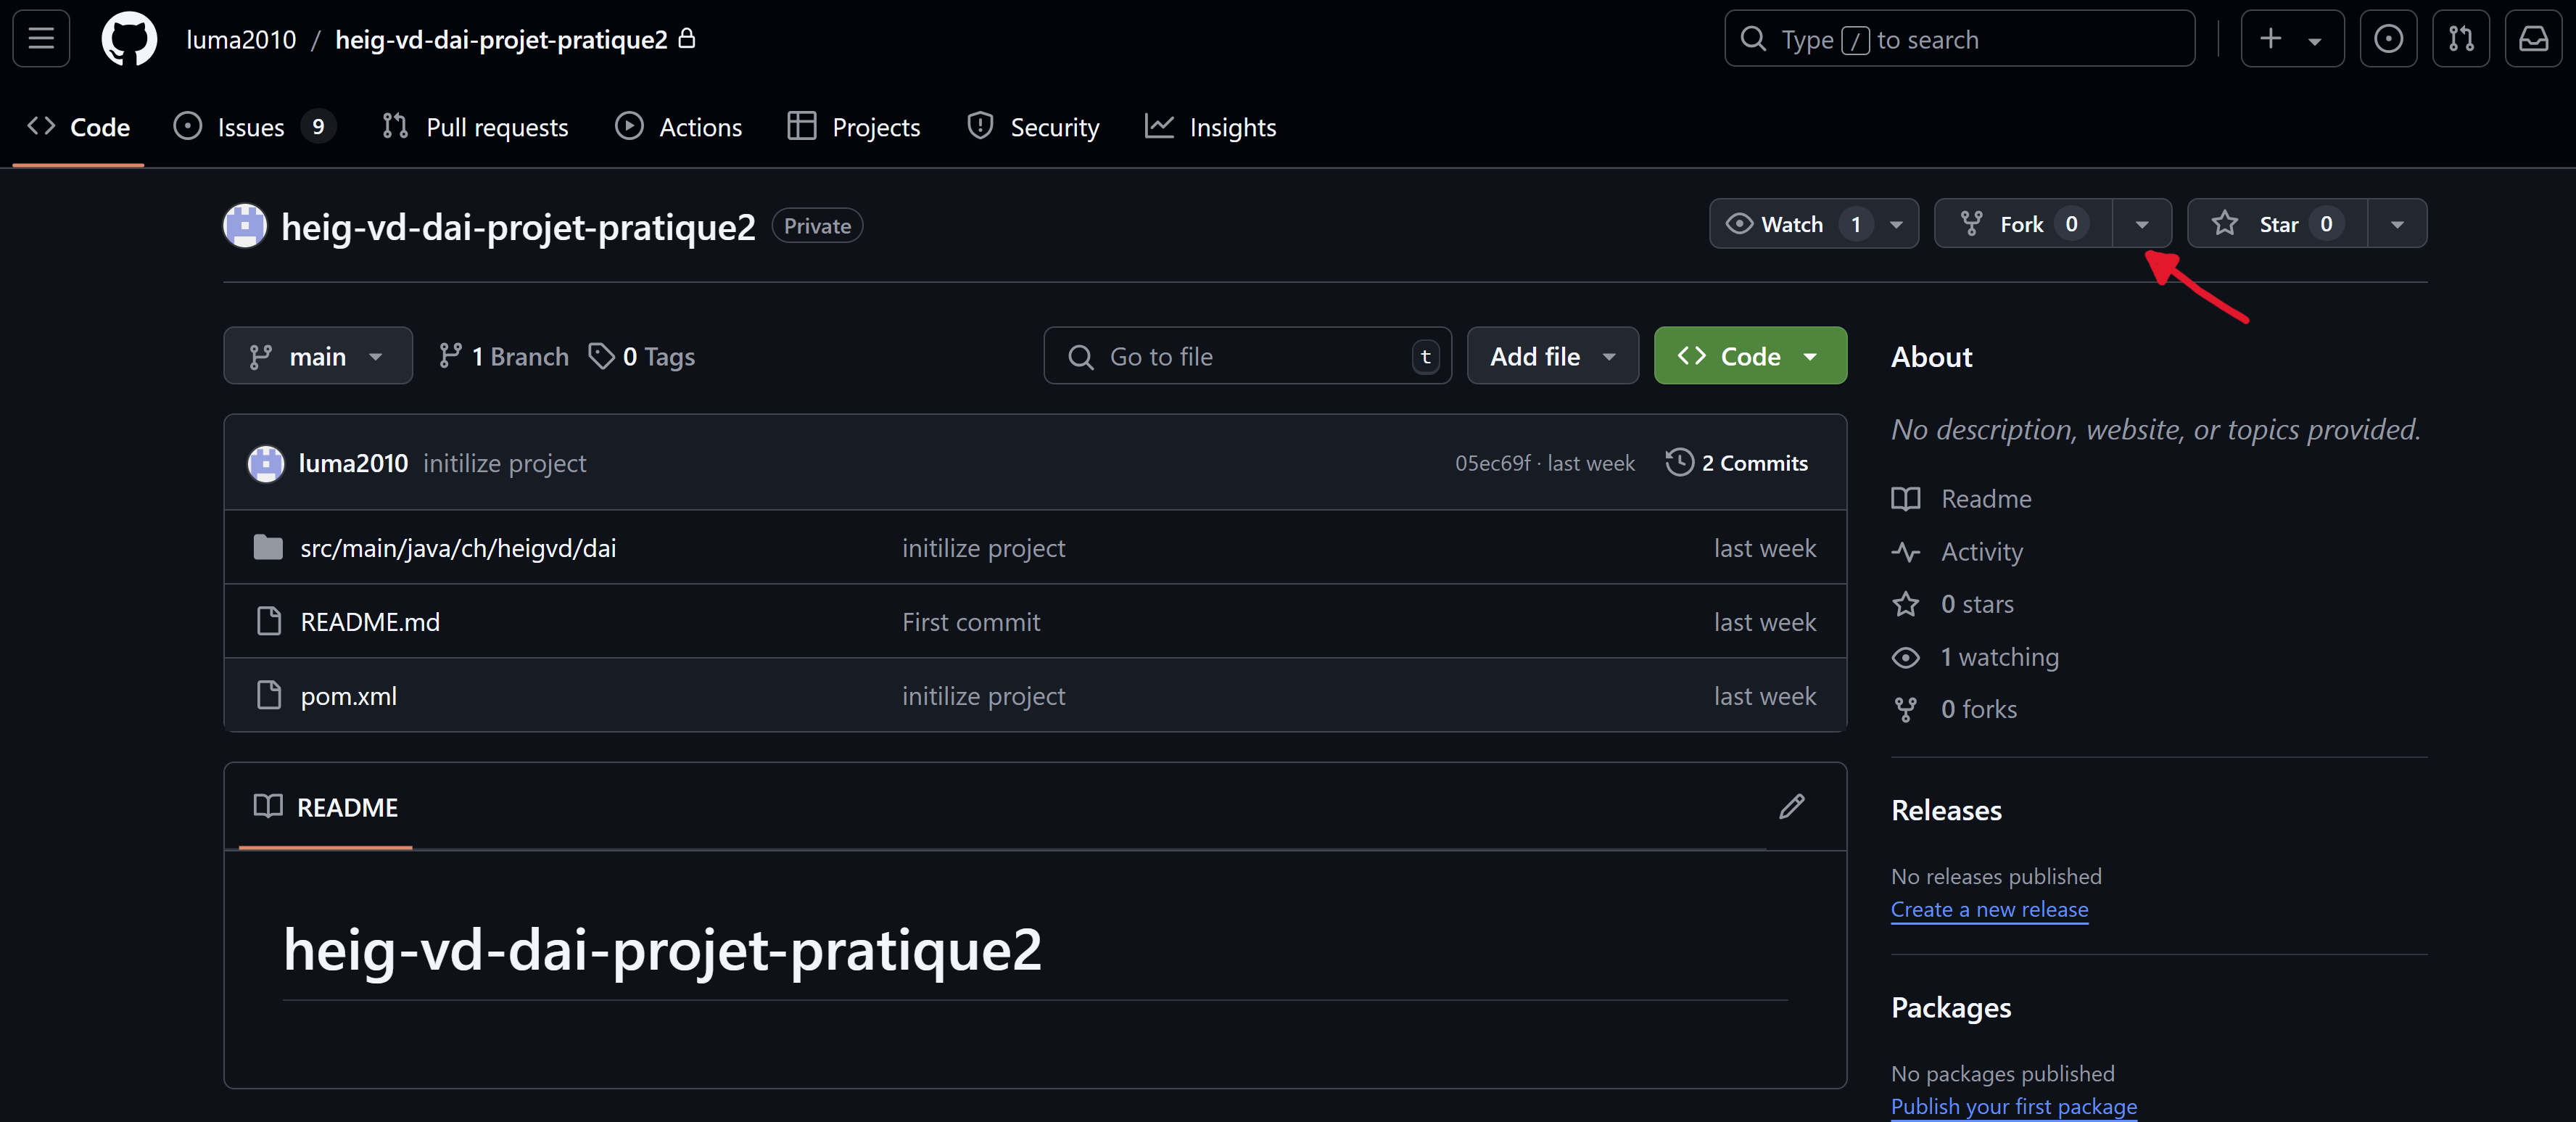 luma2010 / heig-vd-dai-projet-pratique2
Type / to search
Code
Issues 9
Pull requests
Actions
Projects
Security
Insights
heig-vd-dai-projet-pratique2 Private
Watch 1
Fork 0
Star 0
main
1 Branch
0 Tags
Go to file t
Add file
Code
luma2010 initilize project 05ec69f · last week 2 Commits
src/main/java/ch/heigvd/dai initilize project last week
README.md First commit last week
pom.xml initilize project last week
README
heig-vd-dai-projet-pratique2
About
No description, website, or topics provided.
Readme
Activity
0 stars
1 watching
0 forks
Releases
No releases published
Create a new release
Packages
No packages published
Publish your first package